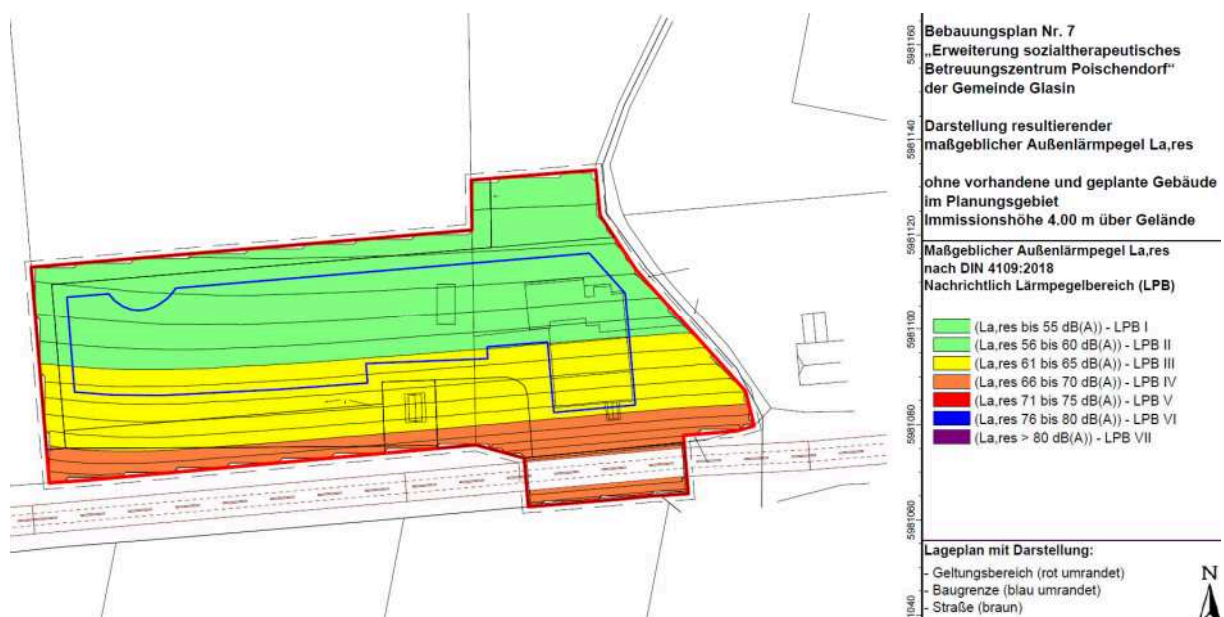 Bebauungsplan Nr. 7
„Erweiterung sozialtherapeutisches
Betreuungszentrum Poischendorf“
der Gemeinde Glasin
Darstellung resultierender
maßgeblicher Außenlärmpegel La,res
ohne vorhandene und geplante Gebäude
im Planungsgebiet
Immissionshöhe 4.00 m über Gelände
Maßgeblicher Außenlärmpegel La,res
nach DIN 4109:2018
Nachrichtlich Lärmpegelbereich (LPB)
(La,res bis 55 dB(A)) - LPB I
(La,res 56 bis 60 dB(A)) - LPB II
(La,res 61 bis 65 dB(A)) - LPB III
(La,res 66 bis 70 dB(A)) - LPB IV
(La,res 71 bis 75 dB(A)) - LPB V
(La,res 76 bis 80 dB(A)) - LPB VI
(La,res > 80 dB(A)) - LPB VII
Lageplan mit Darstellung:
- Geltungsbereich (rot umrandet)
- Baugrenze (blau umrandet)
- Straße (braun)
N
5981160
5981140
5981120
5981100
5981080
5981060
1040